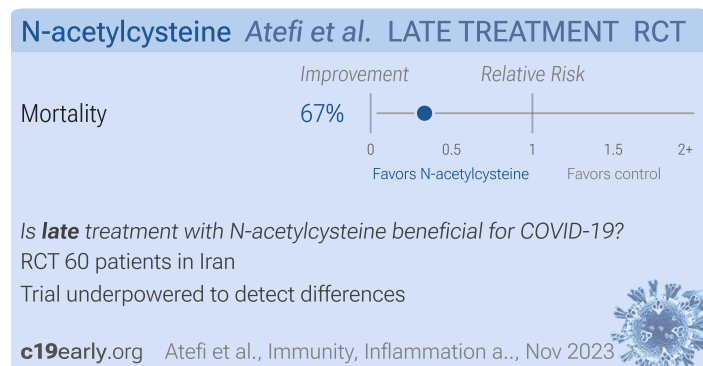 N-acetylcysteine Atefi et al. LATE TREATMENT RCT
Improvement Relative Risk
Mortality 67%
0 0.5 1 1.5 2+
Favors N-acetylcysteine Favors control
Is late treatment with N-acetylcysteine beneficial for COVID-19?
RCT 60 patients in Iran
Trial underpowered to detect differences
c19early.org Atefi et al., Immunity, Inflammation a.., Nov 2023